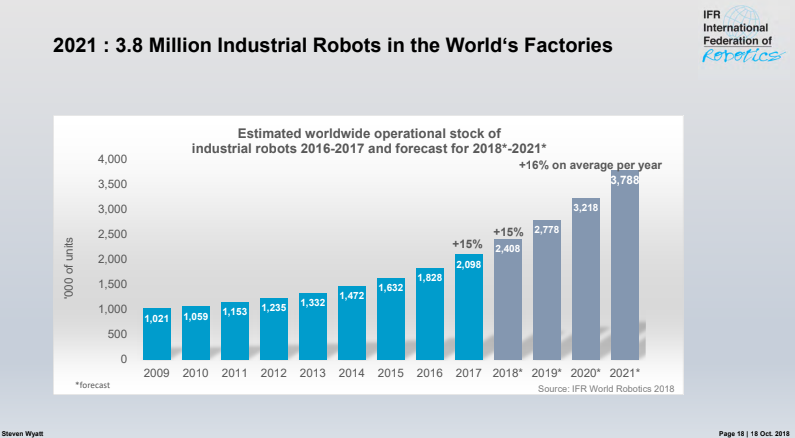 2021 : 3.8 Million Industrial Robots in the World‘s Factories
IFR
International
Federation of
Robotics
Estimated worldwide operational stock of
industrial robots 2016-2017 and forecast for 2018*-2021*
+16% on average per year
'000 of units
4,000
3,500
3,000
2,500
2,000
1,500
1,000
500
0
+15%
+15%
1,021
1,059
1,153
1,235
1,332
1,472
1,632
1,828
2,098
2,408
2,778
3,218
3,788
2009 2010 2011 2012 2013 2014 2015 2016 2017 2018* 2019* 2020* 2021*
*forecast
Source: IFR World Robotics 2018
Steven Wyatt
Page 18 | 18 Oct. 2018